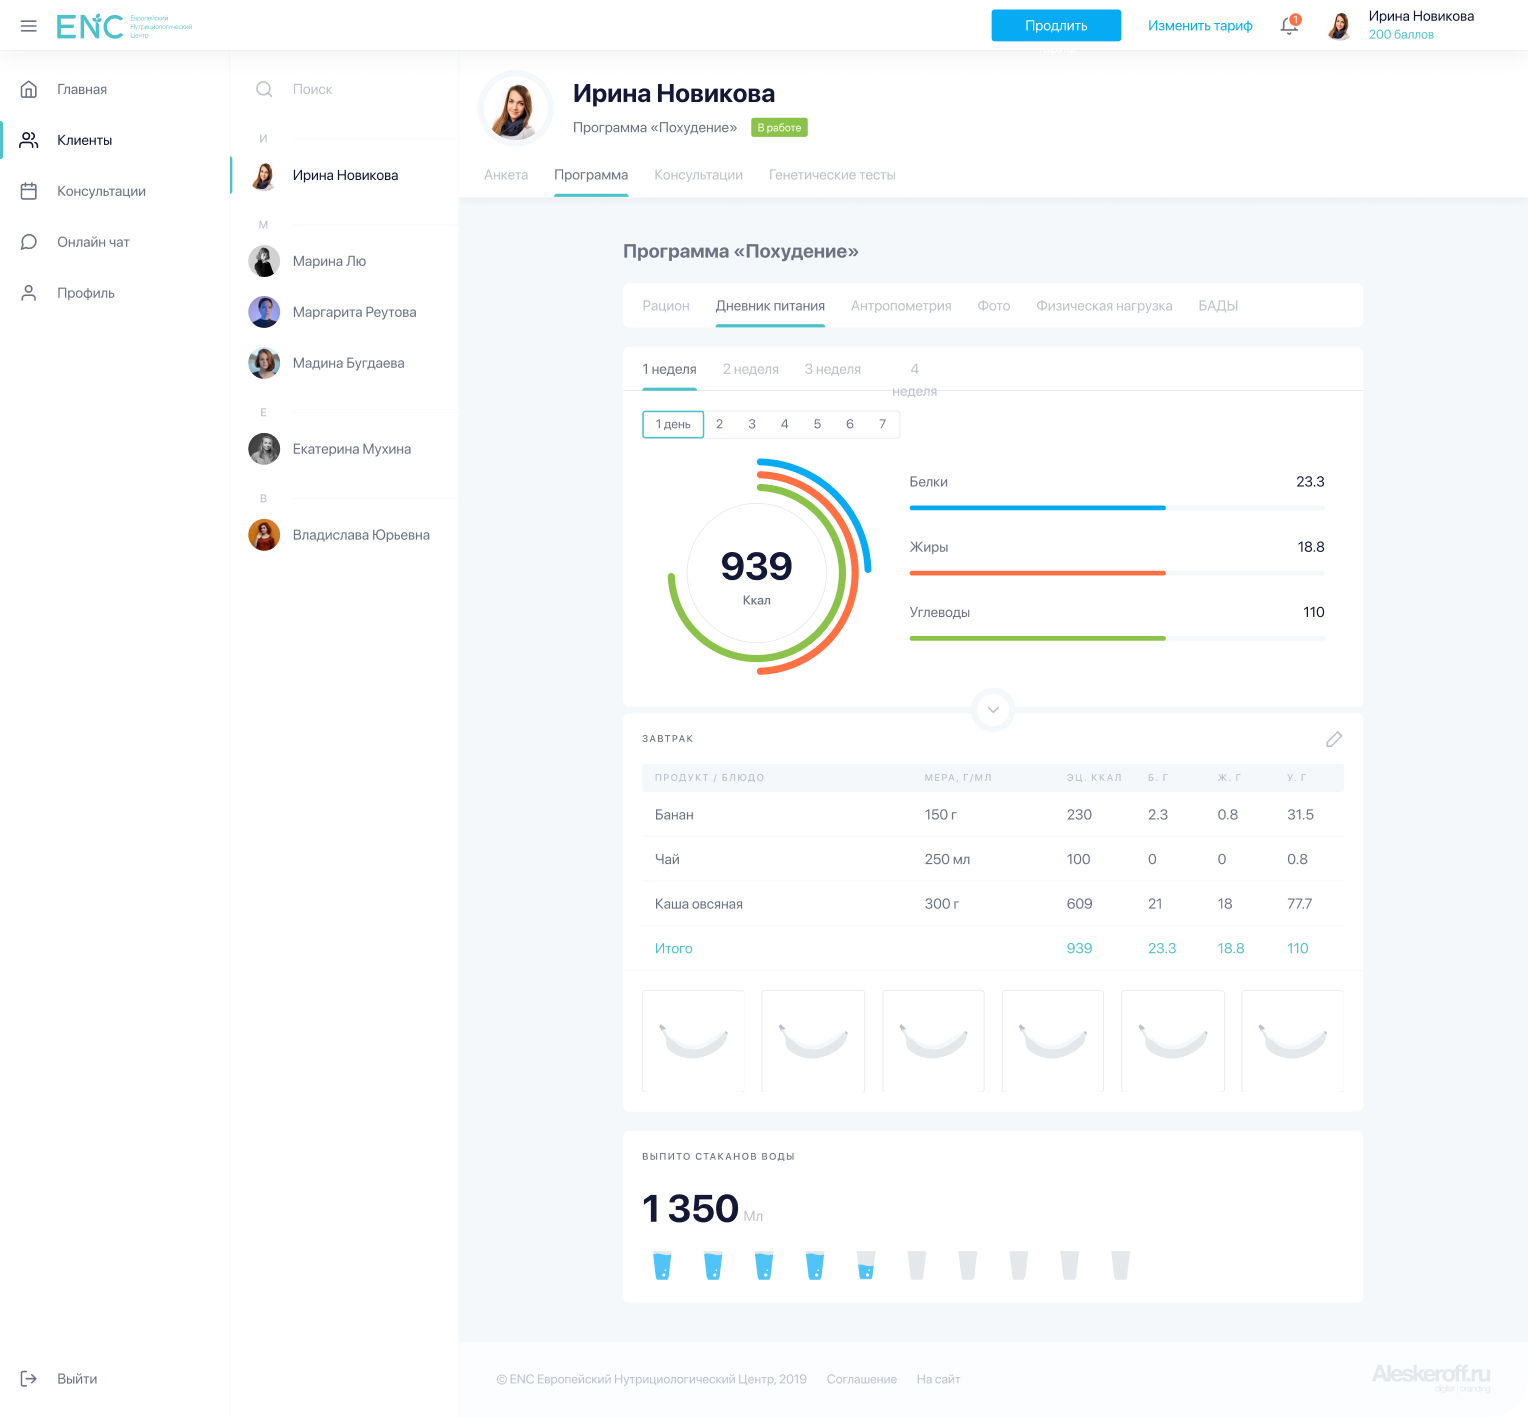 ENC
Европейский
Нутрициологический
Центр
Продлить
Изменить тариф
1
Ирина Новикова
200 баллов
Главная
Клиенты
Консультации
Онлайн чат
Профиль
Выйти
Поиск
И
Ирина Новикова
М
Марина Лю
Маргарита Реутова
Мадина Бугдаева
Е
Екатерина Мухина
В
Владислава Юрьевна
Ирина Новикова
Программа «Похудение» В работе
Анкета Программа Консультации Генетические тесты
Программа «Похудение»
Рацион Дневник питания Антропометрия Фото Физическая нагрузка БАДЫ
1 неделя 2 неделя 3 неделя 4
неделя
1 день 2 3 4 5 6 7
939
Ккал
Белки 23.3
Жиры 18.8
Углеводы 110
ЗАВТРАК
ПРОДУКТ / БЛЮДО МЕРА, Г/МЛ ЭЦ. ККАЛ Б. Г Ж. Г У. Г
Банан 150 г 230 2.3 0.8 31.5
Чай 250 мл 100 0 0 0.8
Каша овсяная 300 г 609 21 18 77.7
Итого 939 23.3 18.8 110
ВЫПИТО СТАКАНОВ ВОДЫ
1 350 Мл
© ENC Европейский Нутрициологический Центр, 2019 Соглашение На сайт
Aleskeroff.ru
digital | branding